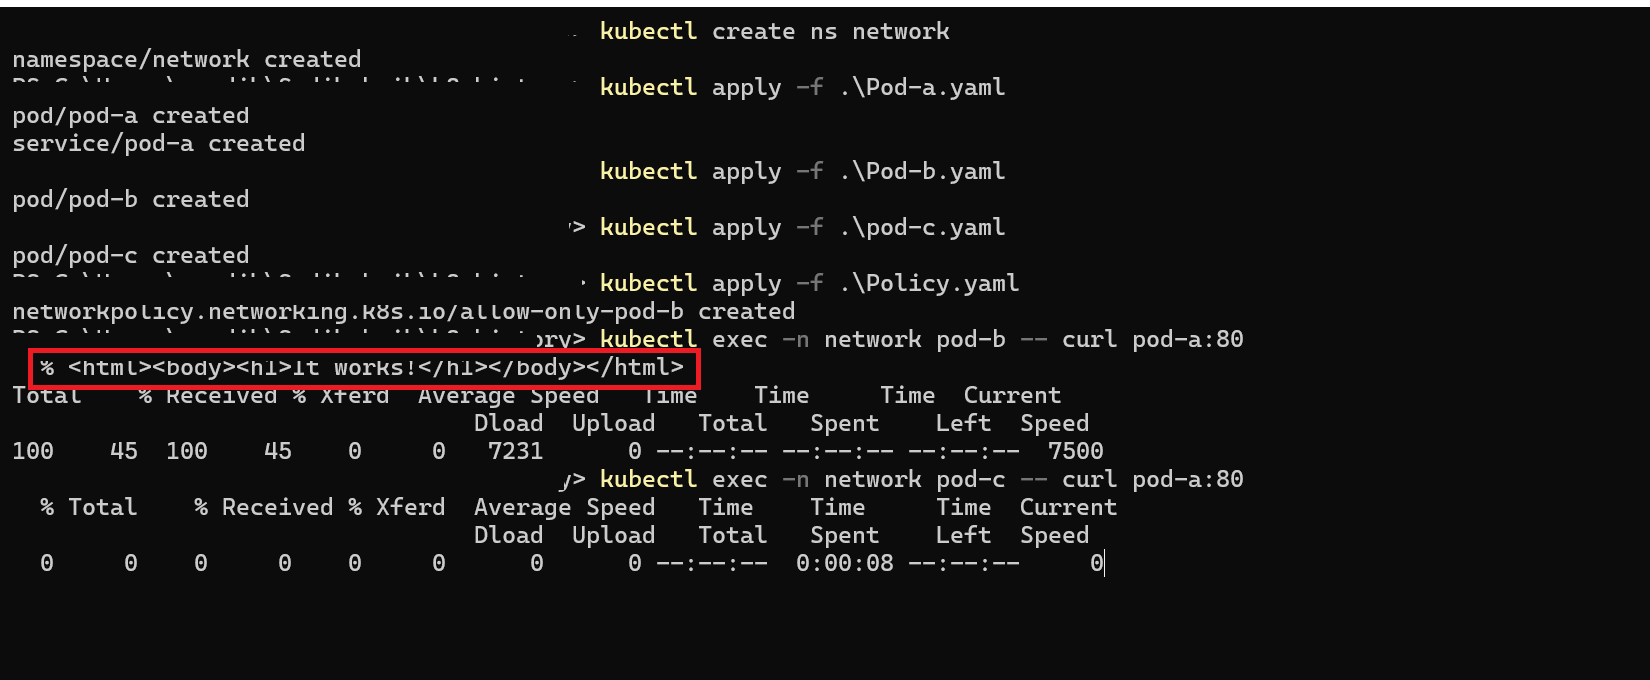 kubectl create ns network
namespace/network created
kubectl apply -f .\Pod-a.yaml
pod/pod-a created
service/pod-a created
kubectl apply -f .\Pod-b.yaml
pod/pod-b created
> kubectl apply -f .\pod-c.yaml
pod/pod-c created
kubectl apply -f .\Policy.yaml
networkpolicy.networking.k8s.io/allow-only-pod-b created
ory> kubectl exec -n network pod-b -- curl pod-a:80
% <html><body><h1>It works!</h1></body></html>
Total % Received % Xferd Average Speed Time Time Time Current
Dload Upload Total Spent Left Speed
100 45 100 45 0 0 7231 0 --:--:-- --:--:-- --:--:-- 7500
y> kubectl exec -n network pod-c -- curl pod-a:80
% Total % Received % Xferd Average Speed Time Time Time Current
Dload Upload Total Spent Left Speed
0 0 0 0 0 0 0 0 --:--:-- 0:00:08 --:--:-- 0